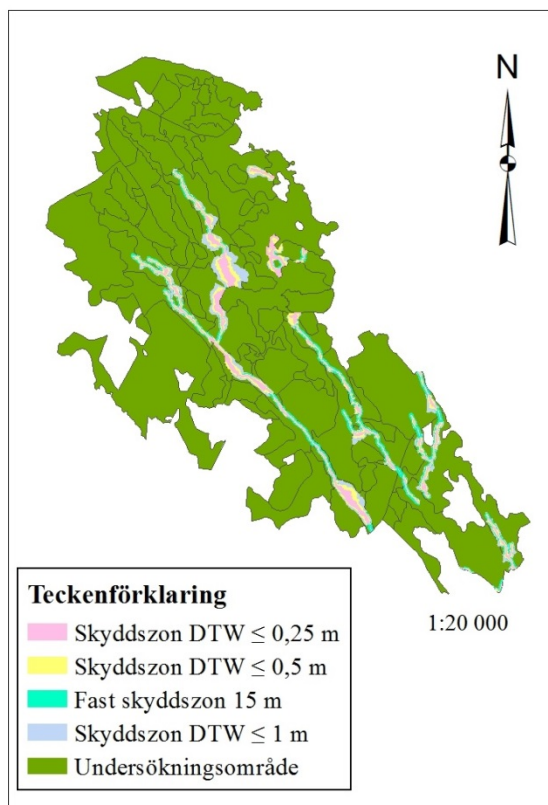 N
1:20 000
Teckenförklaring
Skyddszon DTW ≤ 0,25 m
Skyddszon DTW ≤ 0,5 m
Fast skyddszon 15 m
Skyddszon DTW ≤ 1 m
Undersökningsområde